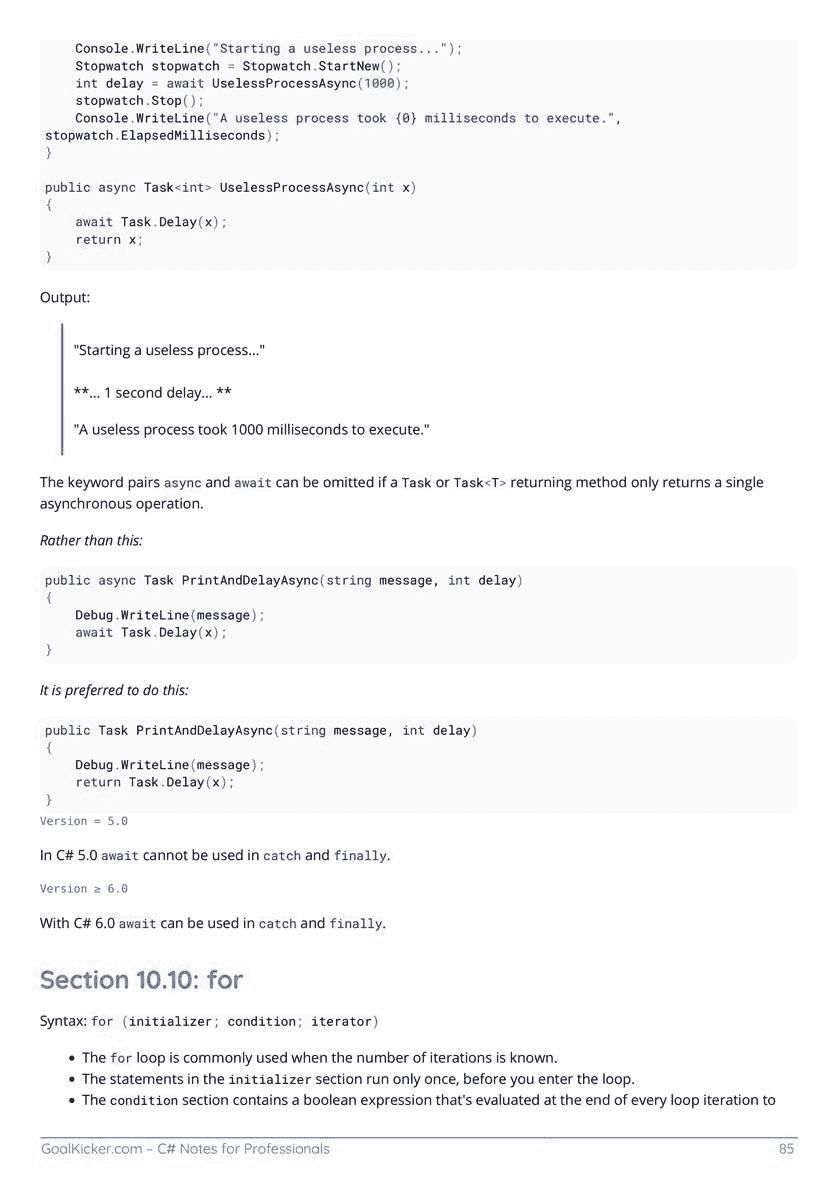 Console.WriteLine("Starting a useless process...");
    Stopwatch stopwatch = Stopwatch.StartNew();
    int delay = await UselessProcessAsync(1000);
    stopwatch.Stop();
    Console.WriteLine("A useless process took {0} milliseconds to execute.",
stopwatch.ElapsedMilliseconds);
}

public async Task<int> UselessProcessAsync(int x)
{
    await Task.Delay(x);
    return x;
}
Output:
"Starting a useless process..."
**... 1 second delay... **
"A useless process took 1000 milliseconds to execute."
The keyword pairs async and await can be omitted if a Task or Task<T> returning method only returns a single
asynchronous operation.
Rather than this:
public async Task PrintAndDelayAsync(string message, int delay)
{
    Debug.WriteLine(message);
    await Task.Delay(x);
}
It is preferred to do this:
public Task PrintAndDelayAsync(string message, int delay)
{
    Debug.WriteLine(message);
    return Task.Delay(x);
}
Version = 5.0
In C# 5.0 await cannot be used in catch and finally.
Version ≥ 6.0
With C# 6.0 await can be used in catch and finally.
Section 10.10: for
Syntax: for (initializer; condition; iterator)
• The for loop is commonly used when the number of iterations is known.
• The statements in the initializer section run only once, before you enter the loop.
• The condition section contains a boolean expression that's evaluated at the end of every loop iteration to
GoalKicker.com – C# Notes for Professionals 85